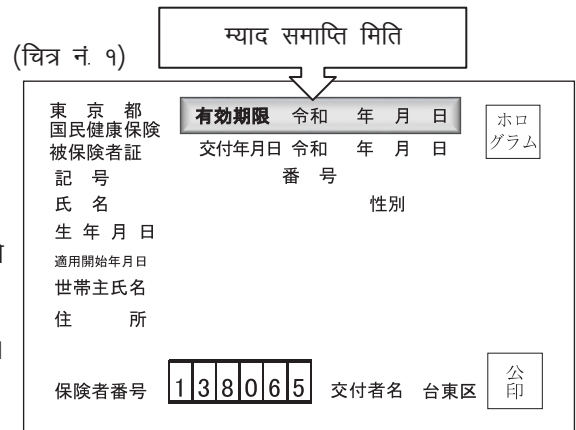 म्याद समाप्ति मिति
(चित्र नं. १)
東京都
国民健康保険
被保険者証
有効期限 令和 年 月 日
交付年月日 令和 年 月 日
ホログラム
記号 番号
氏名 性別
生年月日
適用開始年月日
世帯主氏名
住所
保険者番号 138065 交付者名 台東区
公印